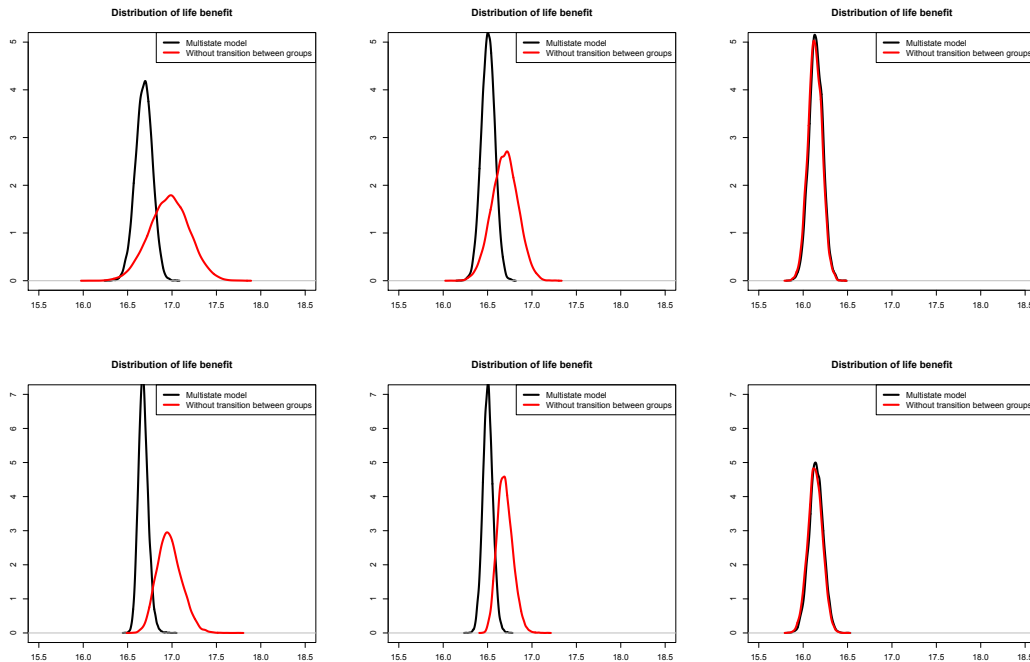 Distribution of life benefit
Multistate model
Without transition between groups
0 1 2 3 4 5
15.5 16.0 16.5 17.0 17.5 18.0 18.5
Distribution of life benefit
Multistate model
Without transition between groups
0 1 2 3 4 5
15.5 16.0 16.5 17.0 17.5 18.0 18.5
Distribution of life benefit
Multistate model
Without transition between groups
0 1 2 3 4 5
15.5 16.0 16.5 17.0 17.5 18.0 18.5
Distribution of life benefit
Multistate model
Without transition between groups
0 1 2 3 4 5 6 7
15.5 16.0 16.5 17.0 17.5 18.0 18.5
Distribution of life benefit
Multistate model
Without transition between groups
0 1 2 3 4 5 6 7
15.5 16.0 16.5 17.0 17.5 18.0 18.5
Distribution of life benefit
Multistate model
Without transition between groups
0 1 2 3 4 5 6 7
15.5 16.0 16.5 17.0 17.5 18.0 18.5